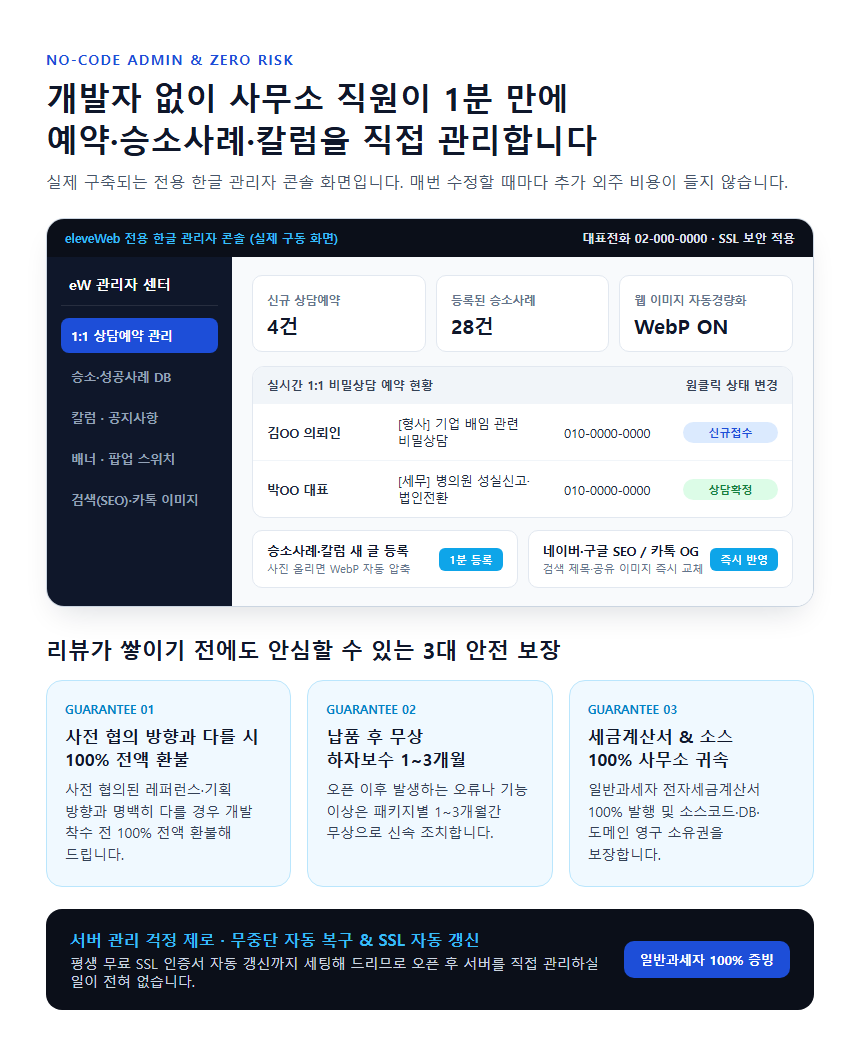 NO-CODE ADMIN & ZERO RISK
개발자 없이 사무소 직원이 1분 만에
예약·승소사례·칼럼을 직접 관리합니다
실제 구축되는 전용 한글 관리자 콘솔 화면입니다. 매번 수정할 때마다 추가 외주 비용이 들지 않습니다.
eleveWeb 전용 한글 관리자 콘솔 (실제 구동 화면)
대표전화 02-000-0000 · SSL 보안 적용
eW 관리자 센터
1:1 상담예약 관리
승소·성공사례 DB
칼럼 · 공지사항
배너 · 팝업 스위치
검색(SEO)·카톡 이미지
신규 상담예약
4건
등록된 승소사례
28건
웹 이미지 자동경량화
WebP ON
실시간 1:1 비밀상담 예약 현황
원클릭 상태 변경
김OO 의뢰인
[형사] 기업 배임 관련
비밀상담
010-0000-0000
신규접수
박OO 대표
[세무] 병의원 성실신고·
법인전환
010-0000-0000
상담확정
승소사례·칼럼 새 글 등록
사진 올리면 WebP 자동 압축
1분 등록
네이버·구글 SEO / 카톡 OG
검색 제목·공유 이미지 즉시 교체
즉시 반영
리뷰가 쌓이기 전에도 안심할 수 있는 3대 안전 보장
GUARANTEE 01
사전 협의 방향과 다를 시
100% 전액 환불
사전 협의된 레퍼런스·기획
방향과 명백히 다를 경우 개발
착수 전 100% 전액 환불해
드립니다.
GUARANTEE 02
납품 후 무상
하자보수 1~3개월
오픈 이후 발생하는 오류나 기능
이상은 패키지별 1~3개월간
무상으로 신속 조치합니다.
GUARANTEE 03
세금계산서 & 소스
100% 사무소 귀속
일반과세자 전자세금계산서
100% 발행 및 소스코드·DB·
도메인 영구 소유권을
보장합니다.
서버 관리 걱정 제로 · 무중단 자동 복구 & SSL 자동 갱신
평생 무료 SSL 인증서 자동 갱신까지 세팅해 드리므로 오픈 후 서버를 직접 관리하실
일이 전혀 없습니다.
일반과세자 100% 증빙